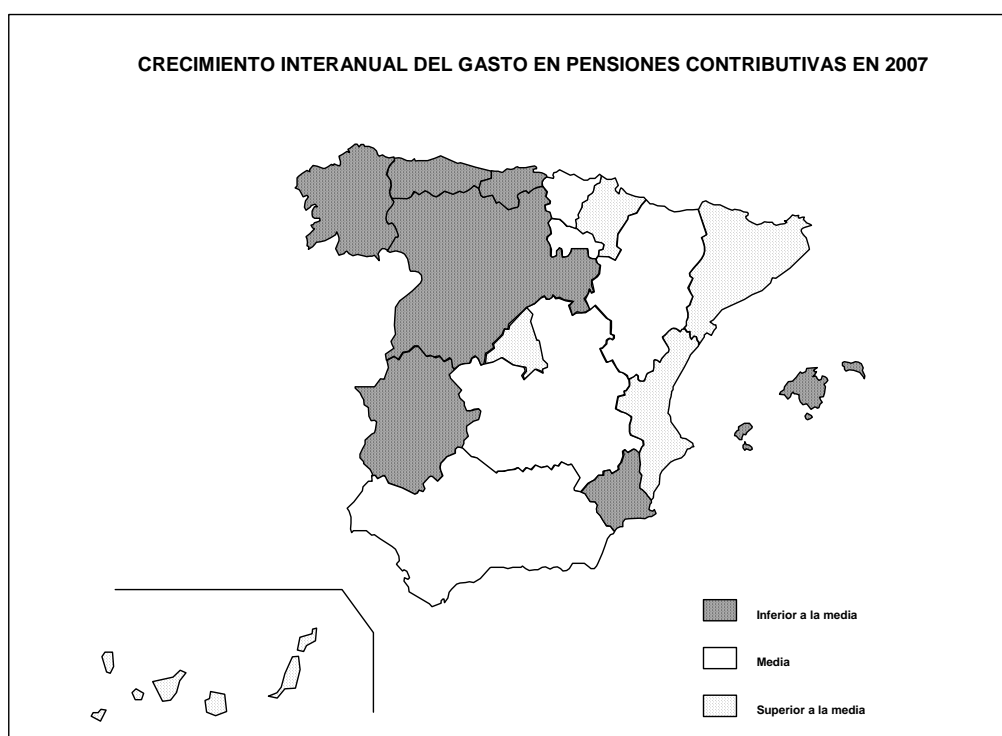 CRECIMIENTO INTERANUAL DEL GASTO EN PENSIONES CONTRIBUTIVAS EN 2007
Inferior a la media
Media
Superior a la media